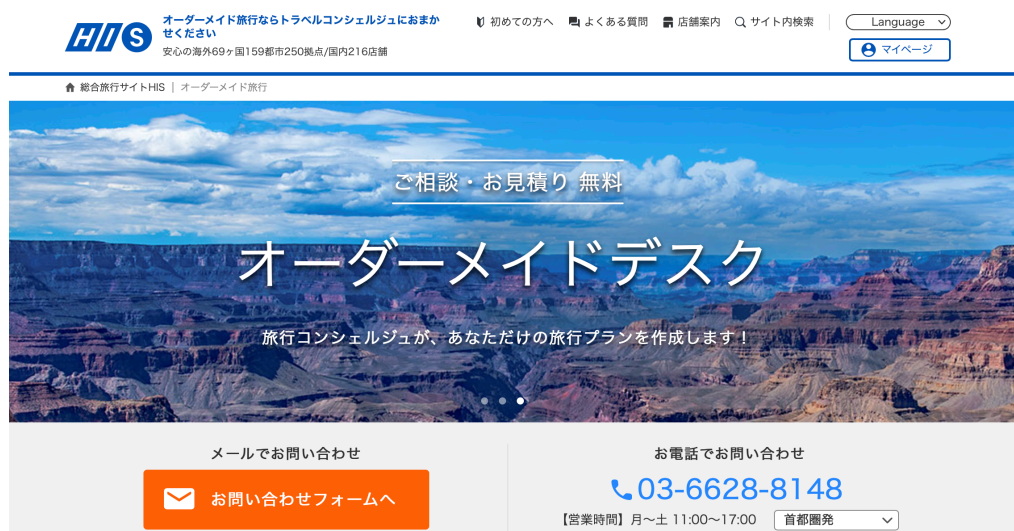 HIS
オーダーメイド旅行ならトラベルコンシェルジュにおまか
せください
安心の海外69ヶ国159都市250拠点/国内216店舗
初めての方へ
よくある質問
店舗案内
サイト内検索
Language
マイページ
総合旅行サイトHIS | オーダーメイド旅行
ご相談・お見積り 無料
オーダーメイドデスク
旅行コンシェルジュが、あなただけの旅行プランを作成します！
メールでお問い合わせ
お問い合わせフォームへ
お電話でお問い合わせ
03-6628-8148
【営業時間】月～土 11:00～17:00
首都圏発